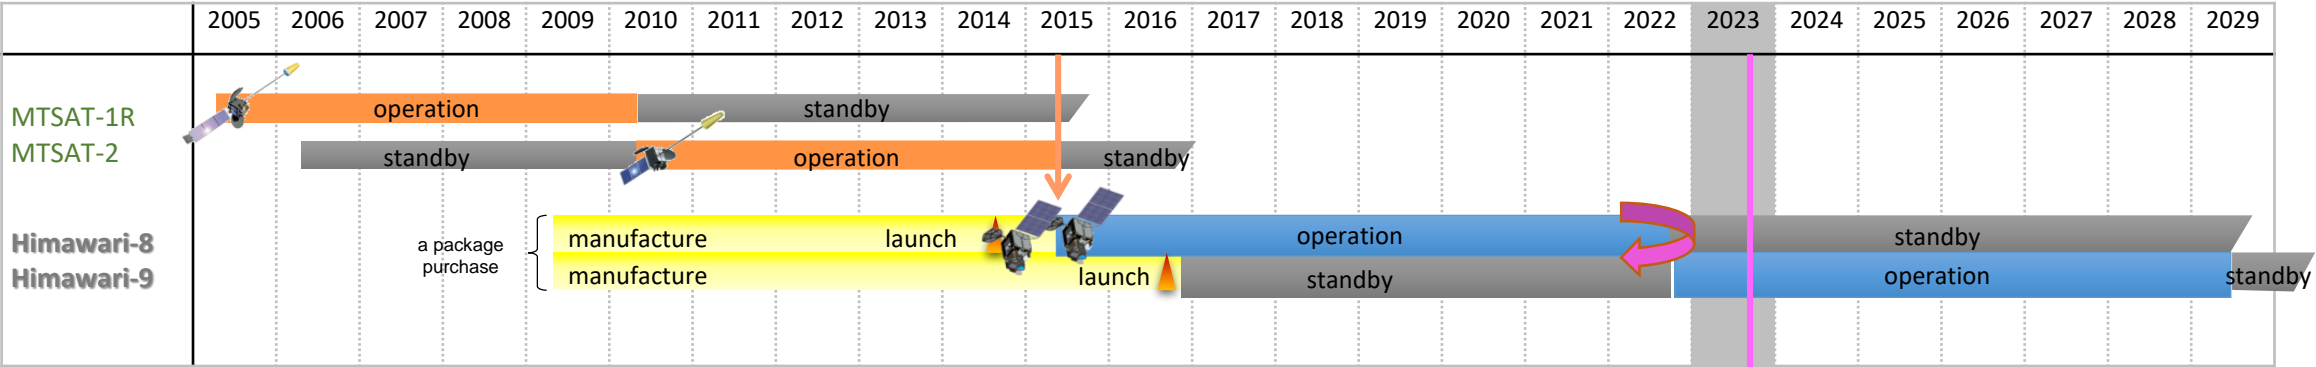 2005 2006 2007 2008 2009 2010 2011 2012 2013 2014 2015 2016 2017 2018 2019 2020 2021 2022 2023 2024 2025 2026 2027 2028 2029
MTSAT-1R operation standby
MTSAT-2 standby operation standby
Himawari-8 a package purchase manufacture launch operation standby
Himawari-9 manufacture launch standby operation standby